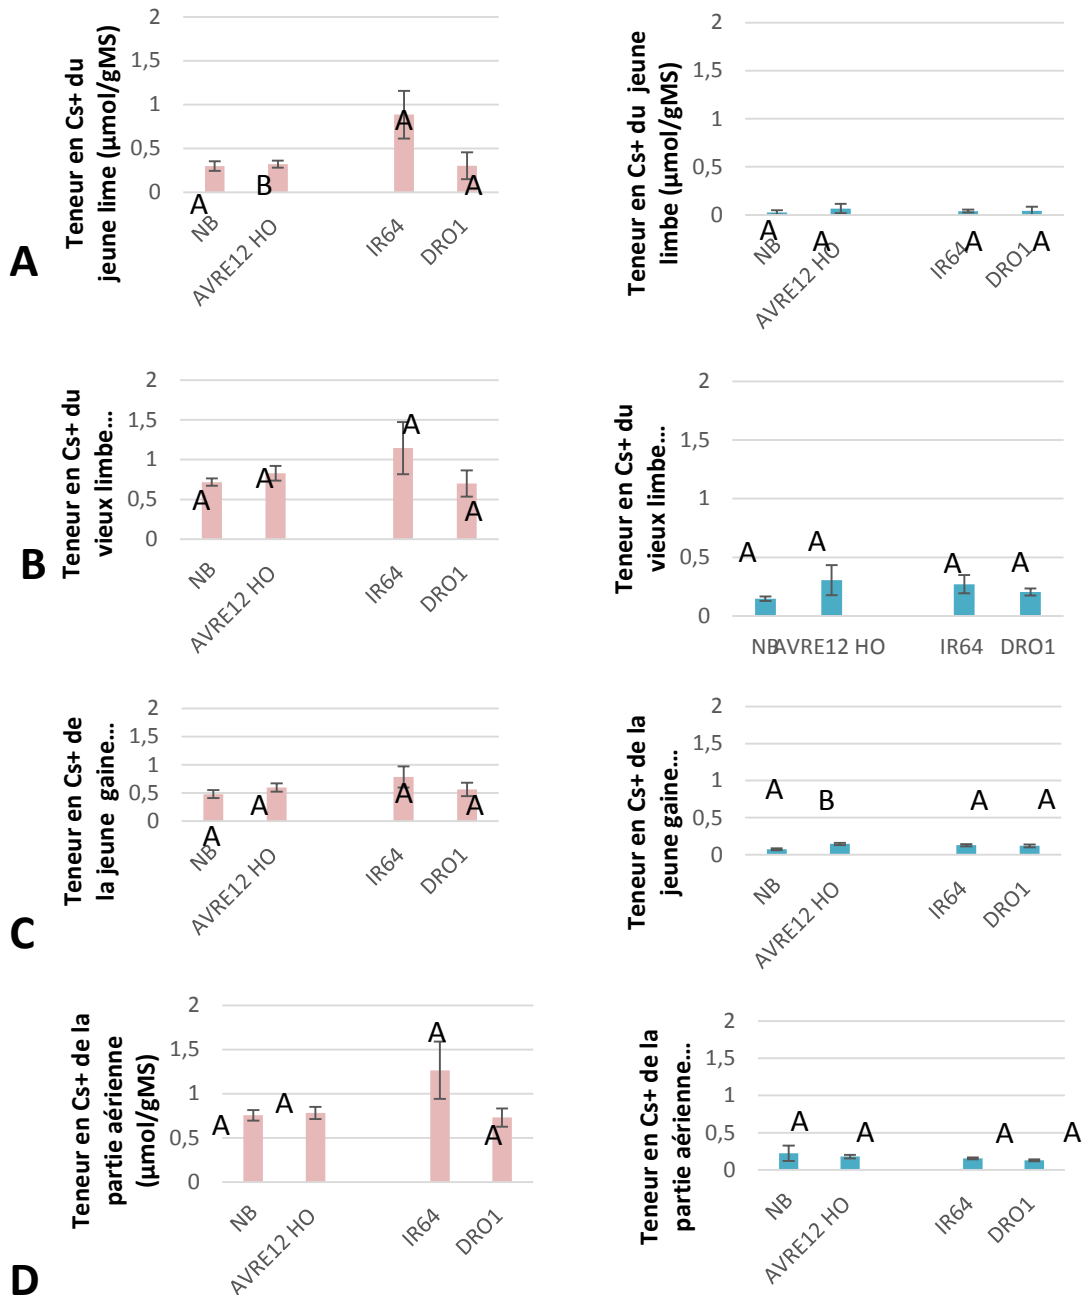 Teneur en Cs+ du
jeune lime (µmol/gMS)
2
1,5
1
0,5
0
A
B
A
A
NB
AVRE12 HO
IR64
DRO1
A
Teneur en Cs+ du jeune
limbe (µmol/gMS)
2
1,5
1
0,5
0
A
A
A
A
NB
AVRE12 HO
IR64
DRO1
Teneur en Cs+ du
vieux limbe...
2
1,5
1
0,5
0
A
A
A
A
NB
AVRE12 HO
IR64
DRO1
B
Teneur en Cs+ du
vieux limbe...
2
1,5
1
0,5
0
A
A
A
A
NB
AVRE12 HO
IR64
DRO1
Teneur en Cs+ de
la jeune gaine...
2
1,5
1
0,5
0
A
A
A
A
NB
AVRE12 HO
IR64
DRO1
C
Teneur en Cs+ de la
jeune gaine...
2
1,5
1
0,5
0
A
B
A
A
NB
AVRE12 HO
IR64
DRO1
Teneur en Cs+ de la
partie aérienne
(µmol/gMS)
2
1,5
1
0,5
0
A
A
A
A
NB
AVRE12 HO
IR64
DRO1
D
Teneur en Cs+ de la
partie aérienne...
2
1,5
1
0,5
0
A
A
A
A
NB
AVRE12 HO
IR64
DRO1